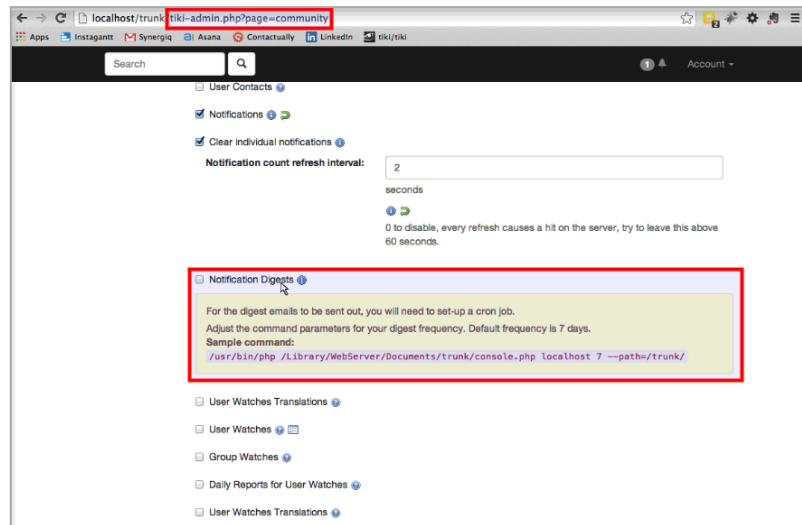 localhost/trunk/tiki-admin.php?page=community
Apps Instagantt Synergiq Asana Contactually LinkedIn tiki/tiki
Search 1 Account
User Contacts
Notifications
Clear individual notifications
Notification count refresh interval: 2
seconds
0 to disable, every refresh causes a hit on the server, try to leave this above
60 seconds.
Notification Digests
For the digest emails to be sent out, you will need to set-up a cron job.
Adjust the command parameters for your digest frequency. Default frequency is 7 days.
Sample command:
/usr/bin/php /Library/WebServer/Documents/trunk/console.php localhost 7 --path=/trunk/
User Watches Translations
User Watches
Group Watches
Daily Reports for User Watches
User Watches Translations